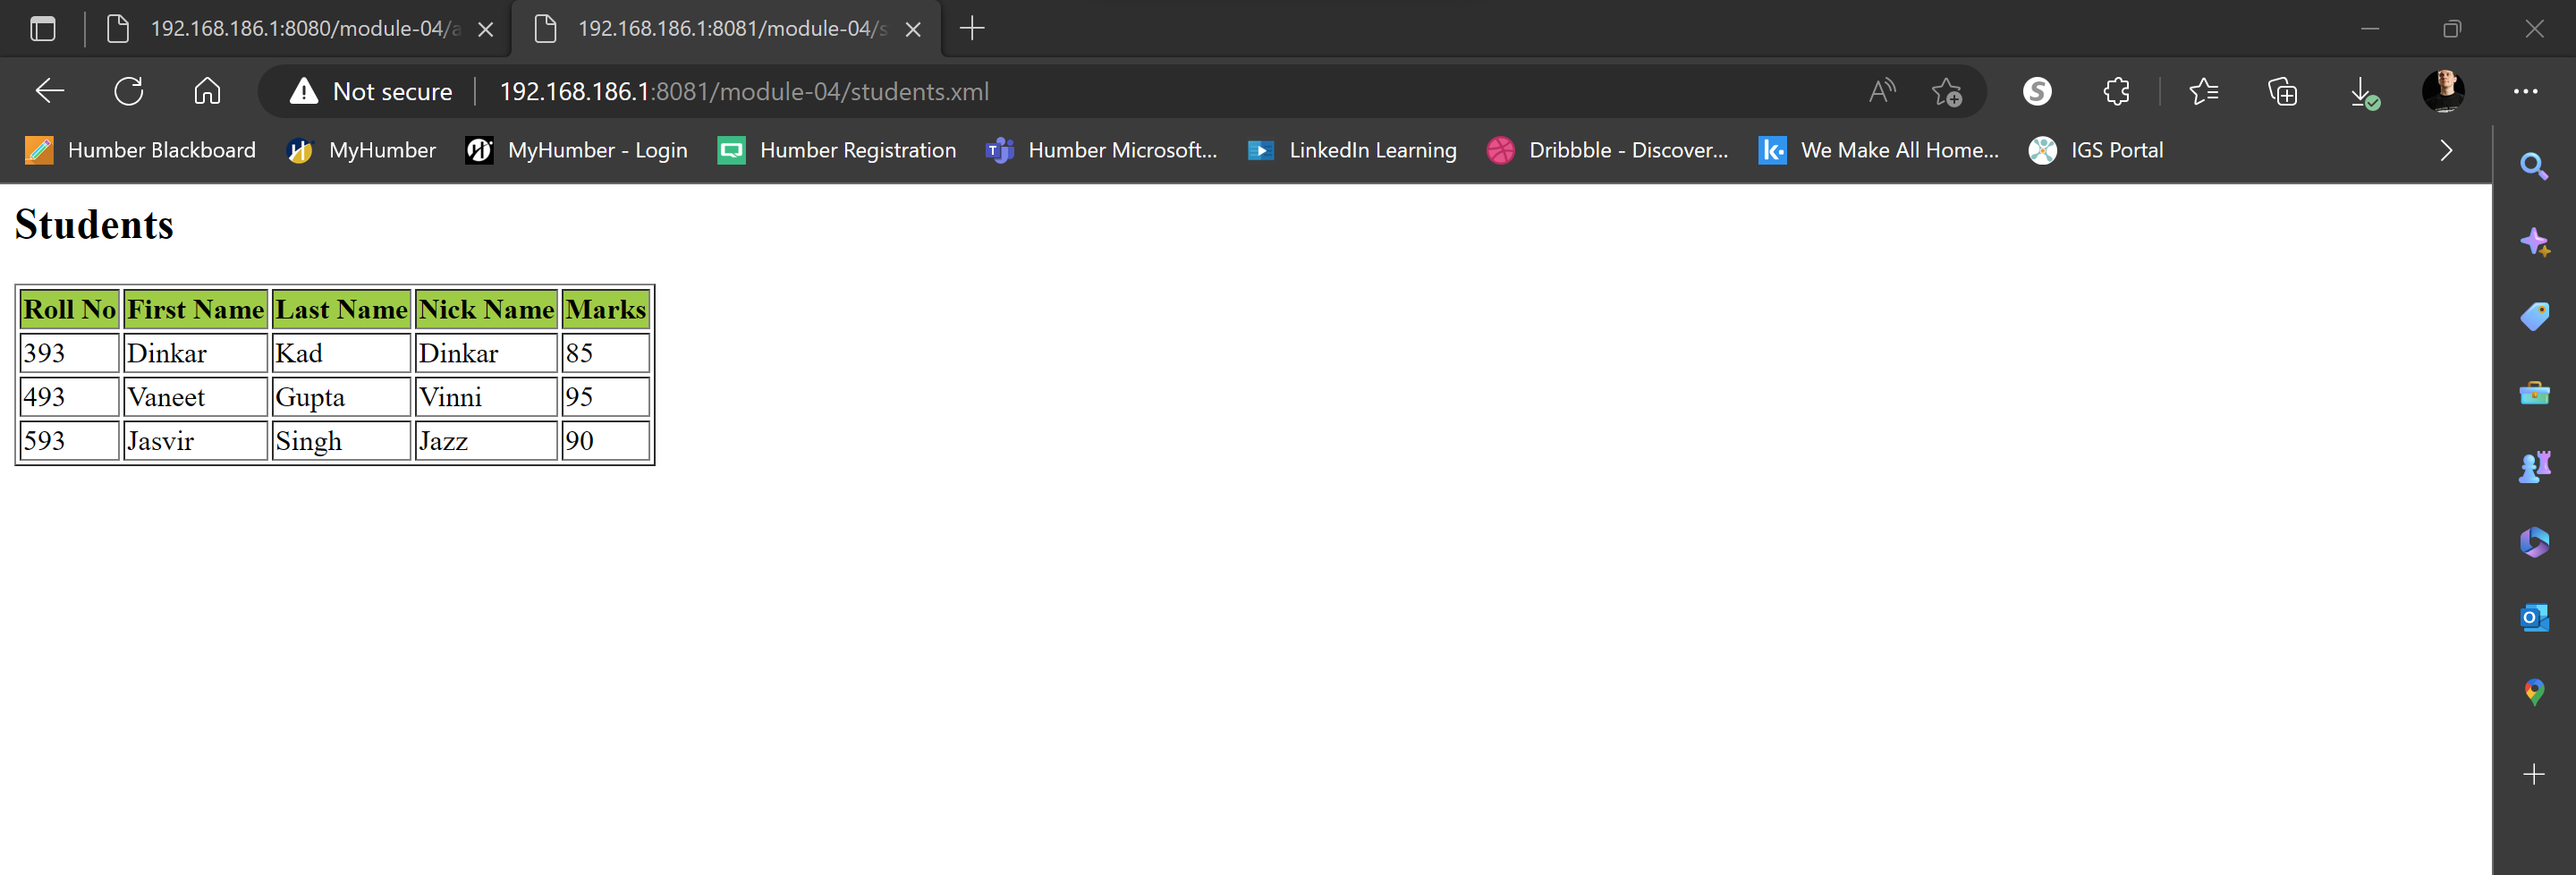 192.168.186.1:8080/module-04/a
192.168.186.1:8081/module-04/s
Not secure
192.168.186.1:8081/module-04/students.xml
Humber Blackboard MyHumber MyHumber - Login Humber Registration Humber Microsoft... LinkedIn Learning Dribbble - Discover... We Make All Home... IGS Portal
Students
Roll No First Name Last Name Nick Name Marks
393 Dinkar Kad Dinkar 85
493 Vaneet Gupta Vinni 95
593 Jasvir Singh Jazz 90